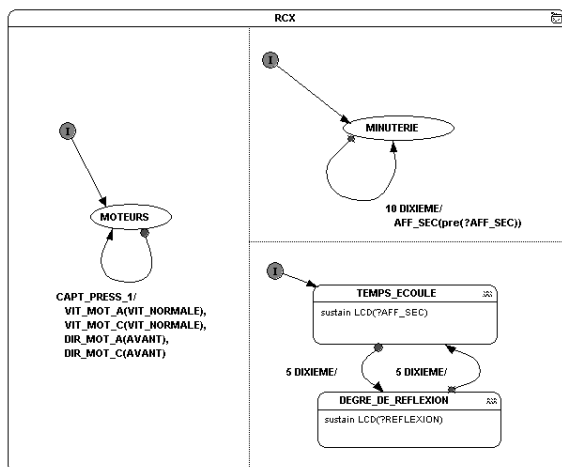 RCX
I
MOTEURS
CAPT_PRESS_1/
VIT_MOT_A(VIT_NORMALE),
VIT_MOT_C(VIT_NORMALE),
DIR_MOT_A(AVANT)
DIR_MOT_C(AVANT)
I
MINUTERIE
10 DIXIEME/
AFF_SEC(pre(?AFF_SEC))
I
TEMPS_ECOULE
sustain LCD(?AFF_SEC)
5 DIXIEME/ 5 DIXIEME/
DEGRE_DE_REFLEXION
sustain LCD(?REFLEXION)